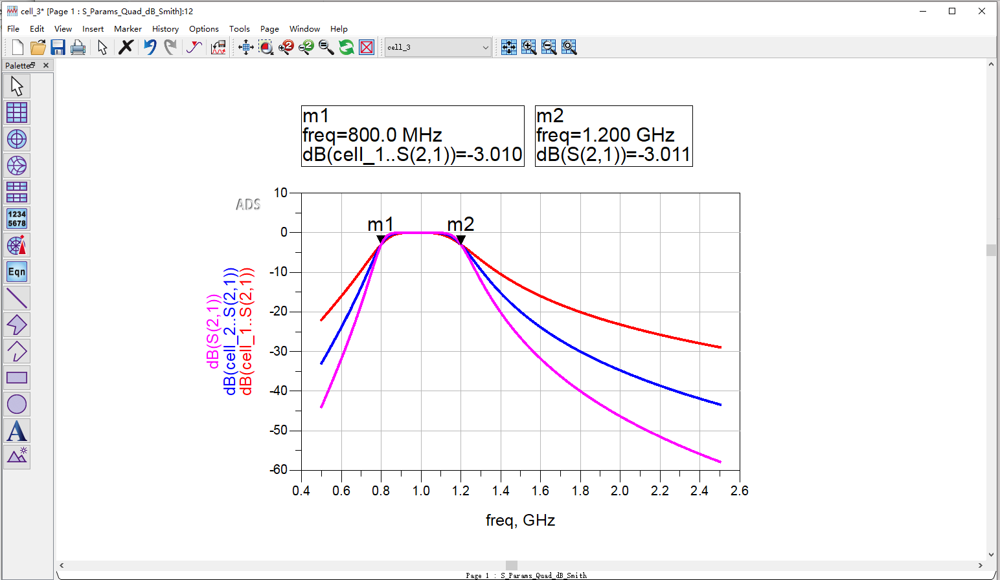 cell_3* [Page 1 : S_Params_Quad_dB_Smith]:12
File Edit View Insert Marker History Options Tools Page Window Help
cell_3
Palette
m1
freq=800.0 MHz
dB(cell_1..S(2,1))=-3.010
m2
freq=1.200 GHz
dB(S(2,1))=-3.011
ADS
m1
m2
10
0
-10
-20
-30
-40
-50
-60
dB(S(2,1))
dB(cell_2..S(2,1))
dB(cell_1..S(2,1))
0.4 0.6 0.8 1.0 1.2 1.4 1.6 1.8 2.0 2.2 2.4 2.6
freq, GHz
1234
5678
Eqn
A
Page 1 : S_Params_Quad_dB_Smith